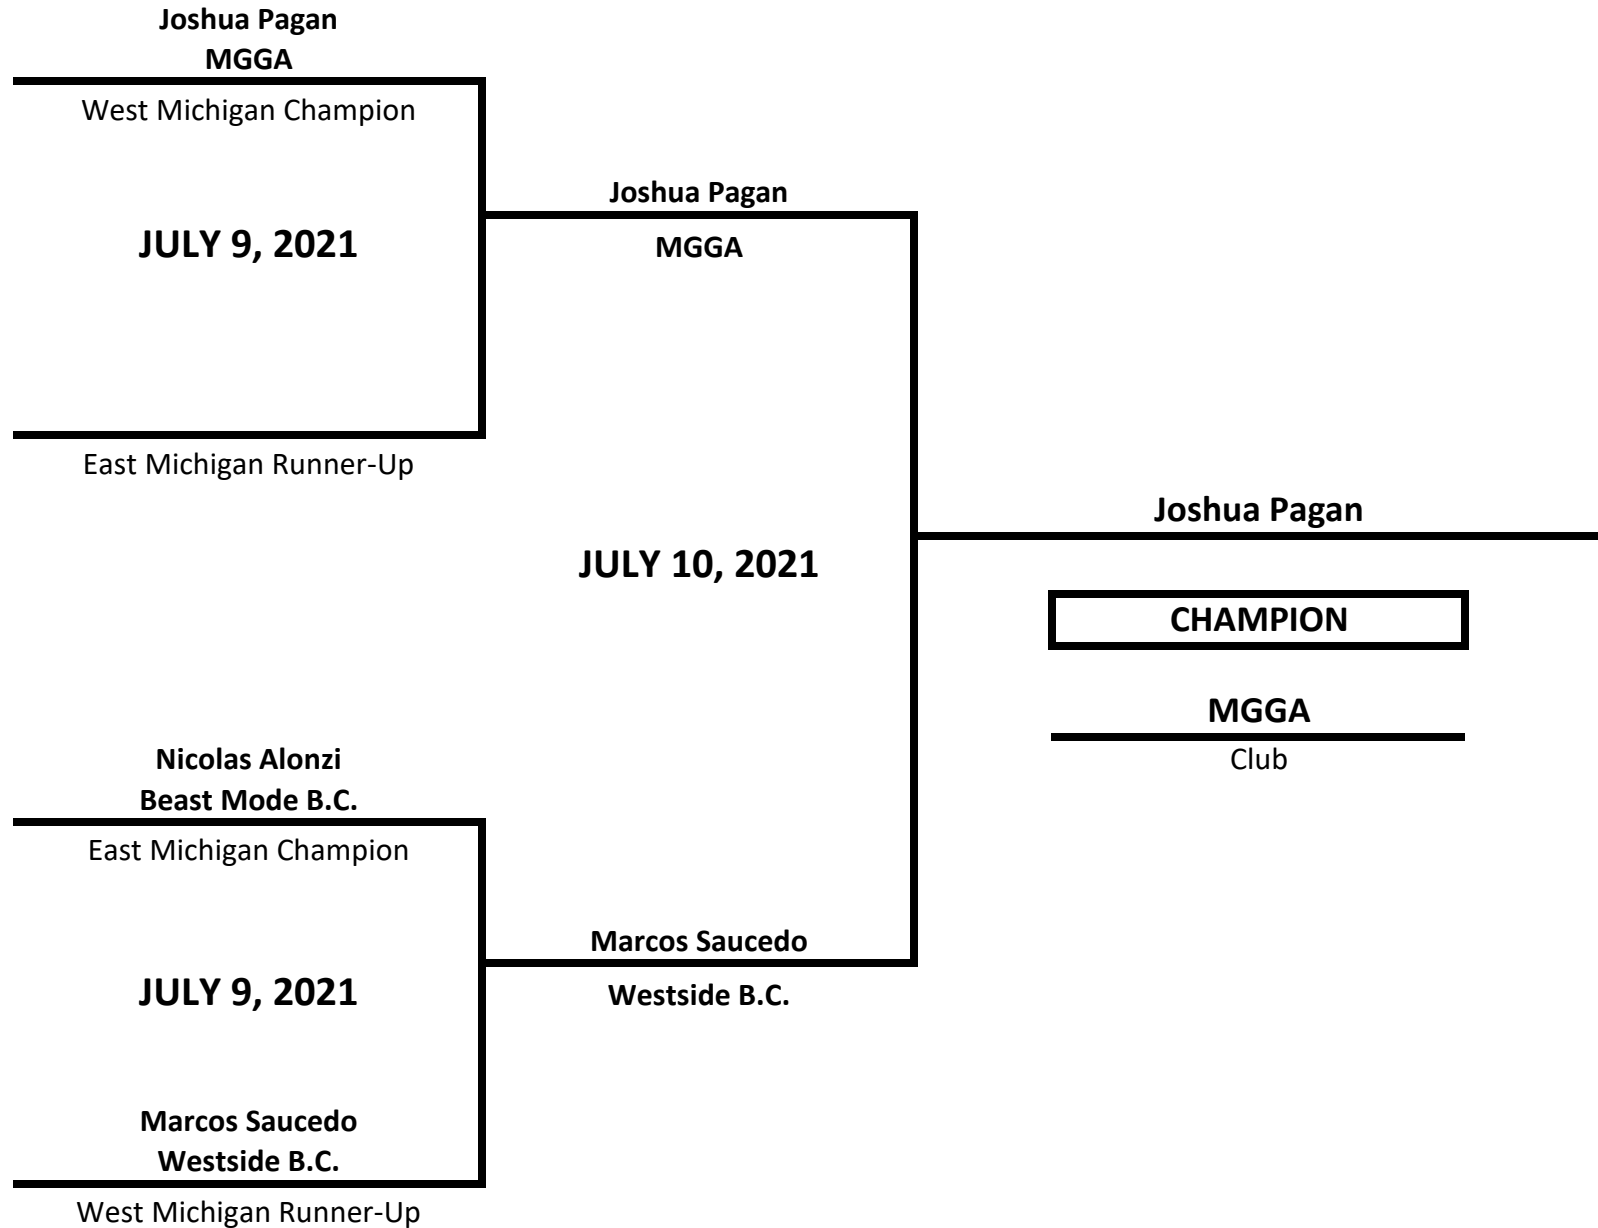 Joshua Pagan
MGGA
West Michigan Champion
JULY 9, 2021
East Michigan Runner-Up
Joshua Pagan
MGGA
JULY 10, 2021
Joshua Pagan
CHAMPION
MGGA
Club
Nicolas Alonzi
Beast Mode B.C.
East Michigan Champion
JULY 9, 2021
Marcos Saucedo
Westside B.C.
West Michigan Runner-Up
Marcos Saucedo
Westside B.C.